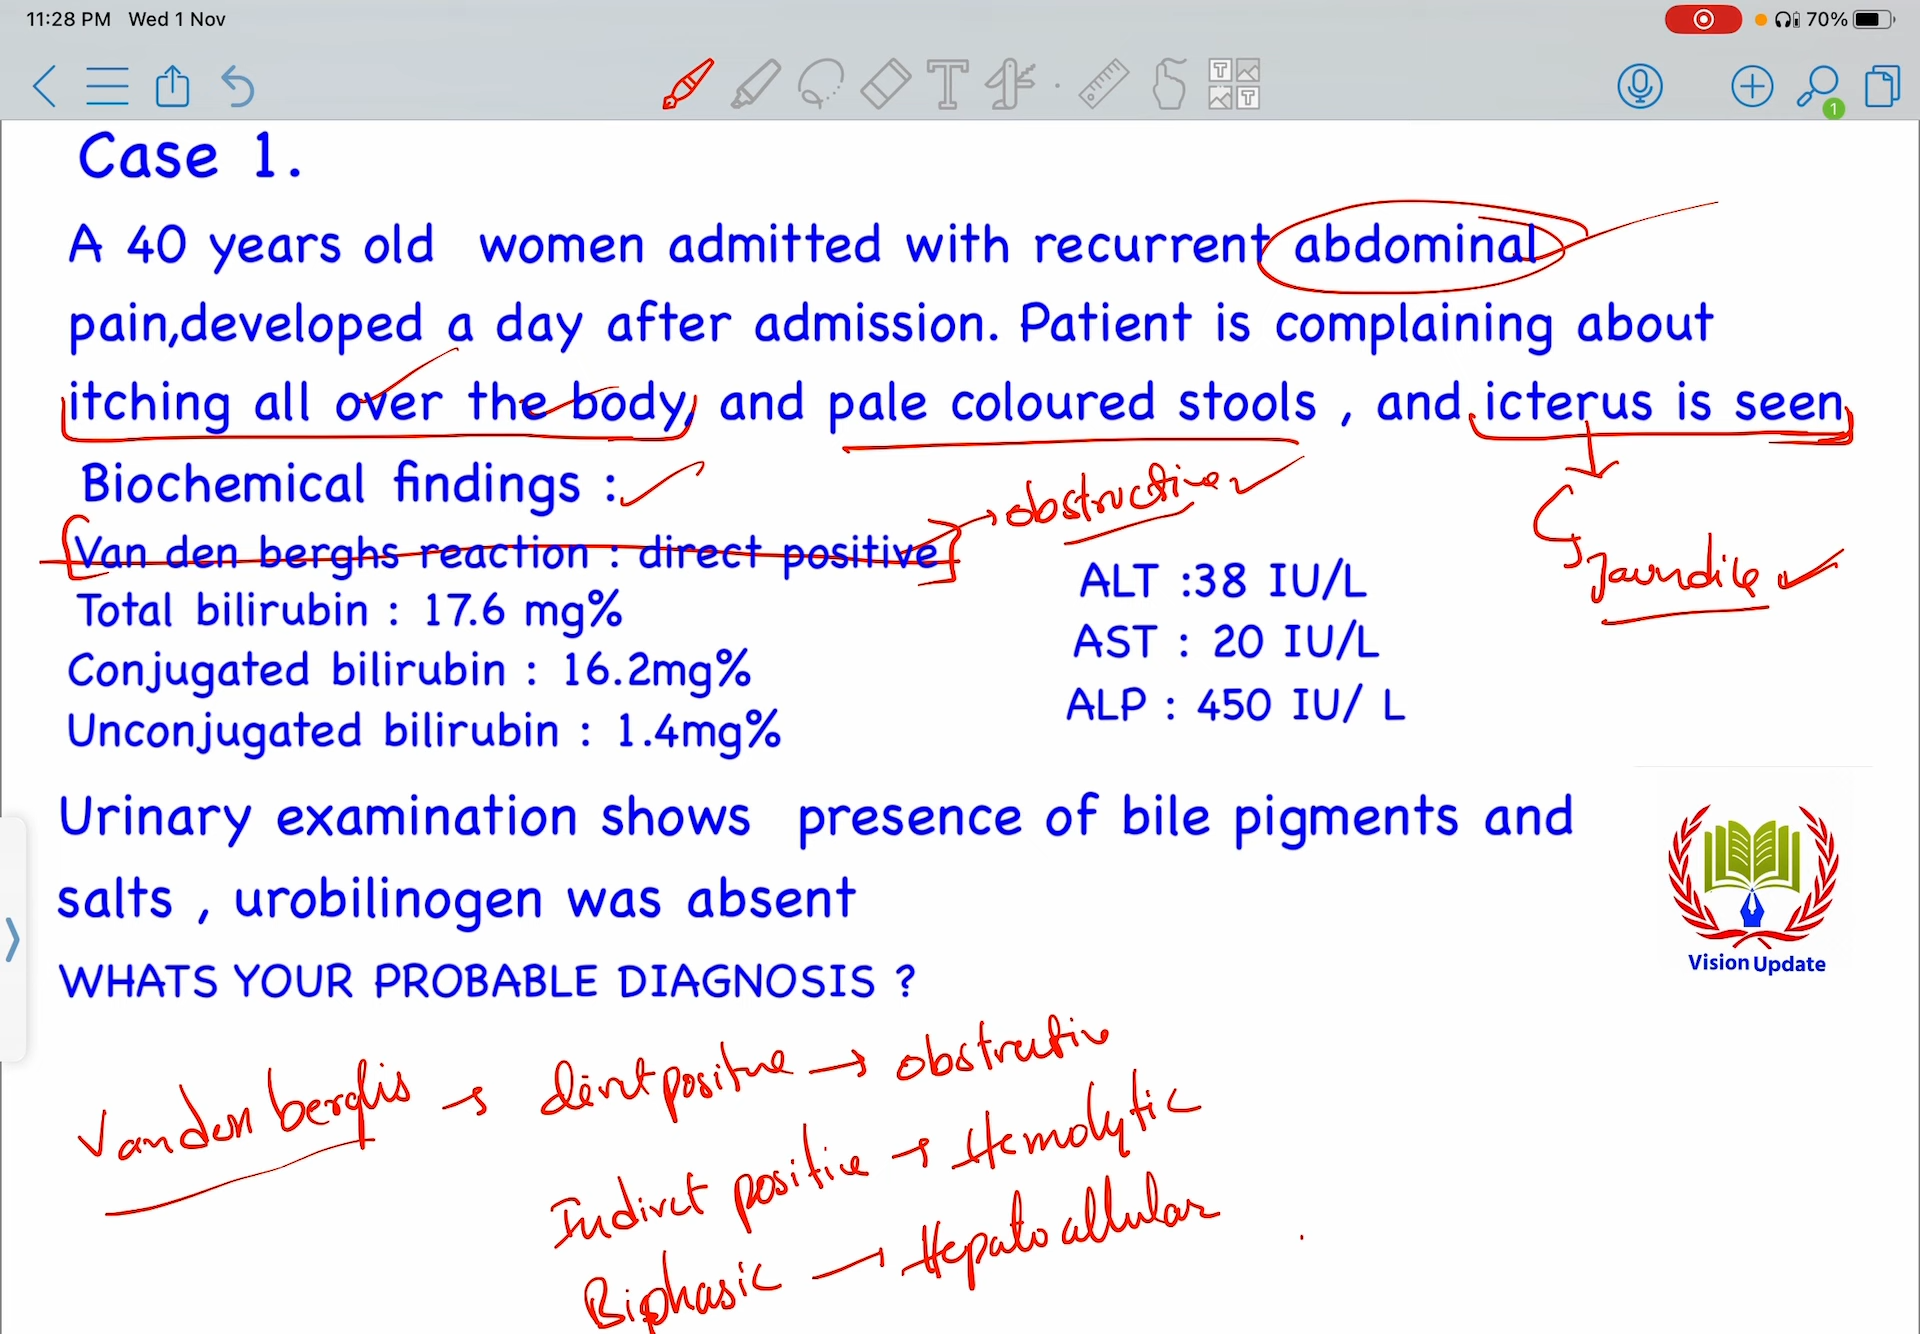 11:28 PM Wed 1 Nov
70%
1
Case 1.
A 40 years old women admitted with recurrent abdominal
pain,developed a day after admission. Patient is complaining about
itching all over the body, and pale coloured stools , and icterus is seen
Biochemical findings :
obstructive
Van den berghs reaction : direct positive
Jaundice
Total bilirubin : 17.6 mg%
Conjugated bilirubin : 16.2mg%
Unconjugated bilirubin : 1.4mg%
ALT :38 IU/L
AST : 20 IU/L
ALP : 450 IU/ L
Urinary examination shows presence of bile pigments and
salts , urobilinogen was absent
Vision Update
WHATS YOUR PROBABLE DIAGNOSIS ?
Vanden berghs → direct positive → obstructive
Indirect positive → Hemolytic
Biphasic → Hepatocellular